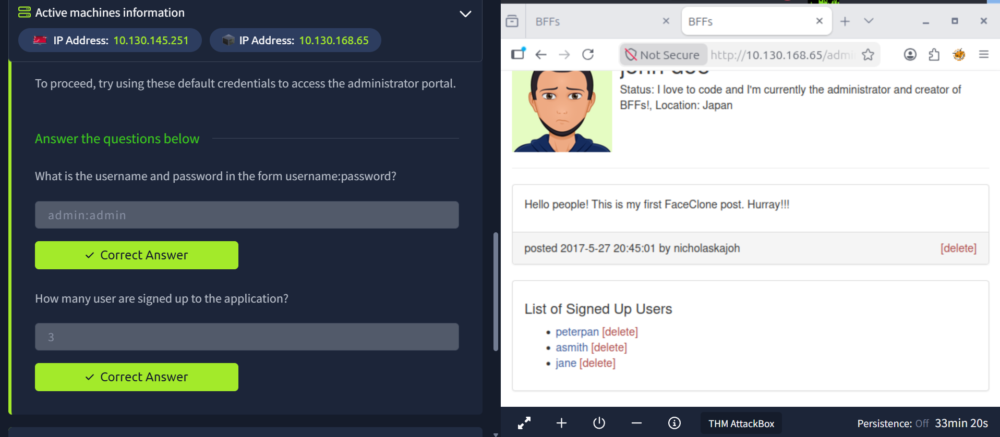 Active machines information
IP Address: 10.130.145.251
IP Address: 10.130.168.65
To proceed, try using these default credentials to access the administrator portal.
Answer the questions below
What is the username and password in the form username:password?
admin:admin
Correct Answer
How many user are signed up to the application?
3
Correct Answer
BFFs
BFFs
Not Secure
http://10.130.168.65/admi
john doe
Status: I love to code and I'm currently the administrator and creator of
BFFs!, Location: Japan
Hello people! This is my first FaceClone post. Hurray!!!
posted 2017-5-27 20:45:01 by nicholaskajoh
[delete]
List of Signed Up Users
peterpan [delete]
asmith [delete]
jane [delete]
THM AttackBox
Persistence: Off 33min 20s